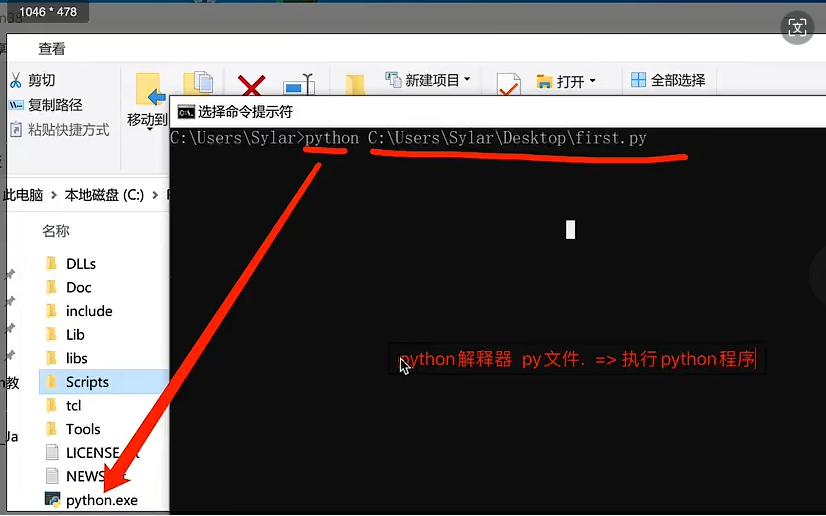 1046 * 478
查看
剪切
复制路径
粘贴快捷方式
移动到
新建项目
打开
全部选择
选择命令提示符
C:\Users\Sylar>python C:\Users\Sylar\Desktop\first.py
此电脑 > 本地磁盘 (C:) >
名称
DLLs
Doc
include
Lib
libs
Scripts
tcl
Tools
LICENSE
NEWS
python.exe
python解释器 py文件. => 执行python程序